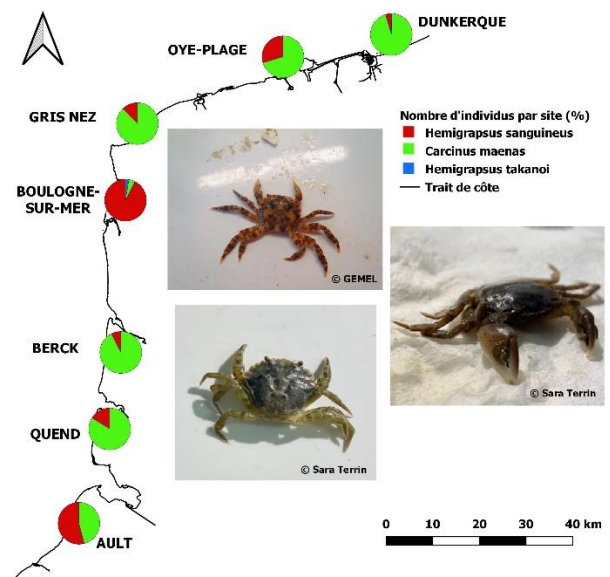 DUNKERQUE
OYE-PLAGE
Nombre d'individus par site (%)
Hemigrapsus sanguineus
Carcinus maenas
Hemigrapsus takanoi
Trait de côte
GRIS NEZ
BOULOGNE-
SUR-MER
© GEMEL
BERCK
© Sara Terrin
QUEND
© Sara Terrin
AULT
0 10 20 30 40 km